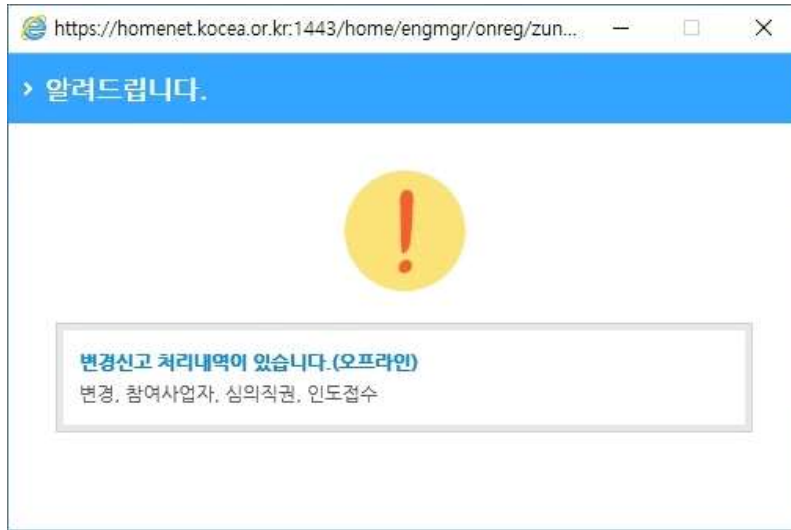 https://homenet.kocea.or.kr:1443/home/engmgr/onreg/zun...
알려드립니다.
변경신고 처리내역이 있습니다.(오프라인)
변경, 참여사업자, 심의직권, 인도접수